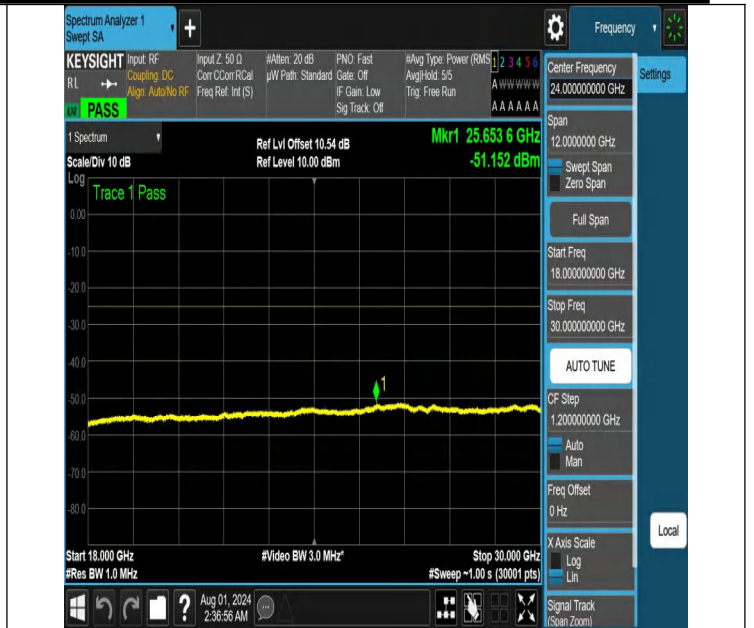 Spectrum Analyzer 1
Swept SA
+
Frequency
KEYSIGHT
RL
PASS
Input: RF
Coupling: DC
Align: Auto/No RF
Input Z: 50 Ω
Corr CCorr RCal
Freq Ref: Int (S)
#Atten: 20 dB
µW Path: Standard
PNO: Fast
Gate: Off
IF Gain: Low
Sig Track: Off
#Avg Type: Power (RMS
Avg|Hold: 5/5
Trig: Free Run
1 2 3 4 5 6
A W W W W W
A A A A A A
Center Frequency
24.000000000 GHz
Settings
Span
12.0000000 GHz
Swept Span
Zero Span
Full Span
Start Freq
18.000000000 GHz
Stop Freq
30.000000000 GHz
AUTO TUNE
CF Step
1.200000000 GHz
Auto
Man
Freq Offset
0 Hz
X Axis Scale
Log
Lin
Local
Signal Track
(Span Zoom)
1 Spectrum
Scale/Div 10 dB
Ref Lvl Offset 10.54 dB
Ref Level 10.00 dBm
Mkr1 25.653 6 GHz
-51.152 dBm
Log
Trace 1 Pass
0.00
-10.0
-20.0
-30.0
-40.0
-50.0
-60.0
-70.0
-80.0
1
Start 18.000 GHz
#Res BW 1.0 MHz
#Video BW 3.0 MHz*
Stop 30.000 GHz
#Sweep ~1.00 s (30001 pts)
?
Aug 01, 2024
2:36:56 AM